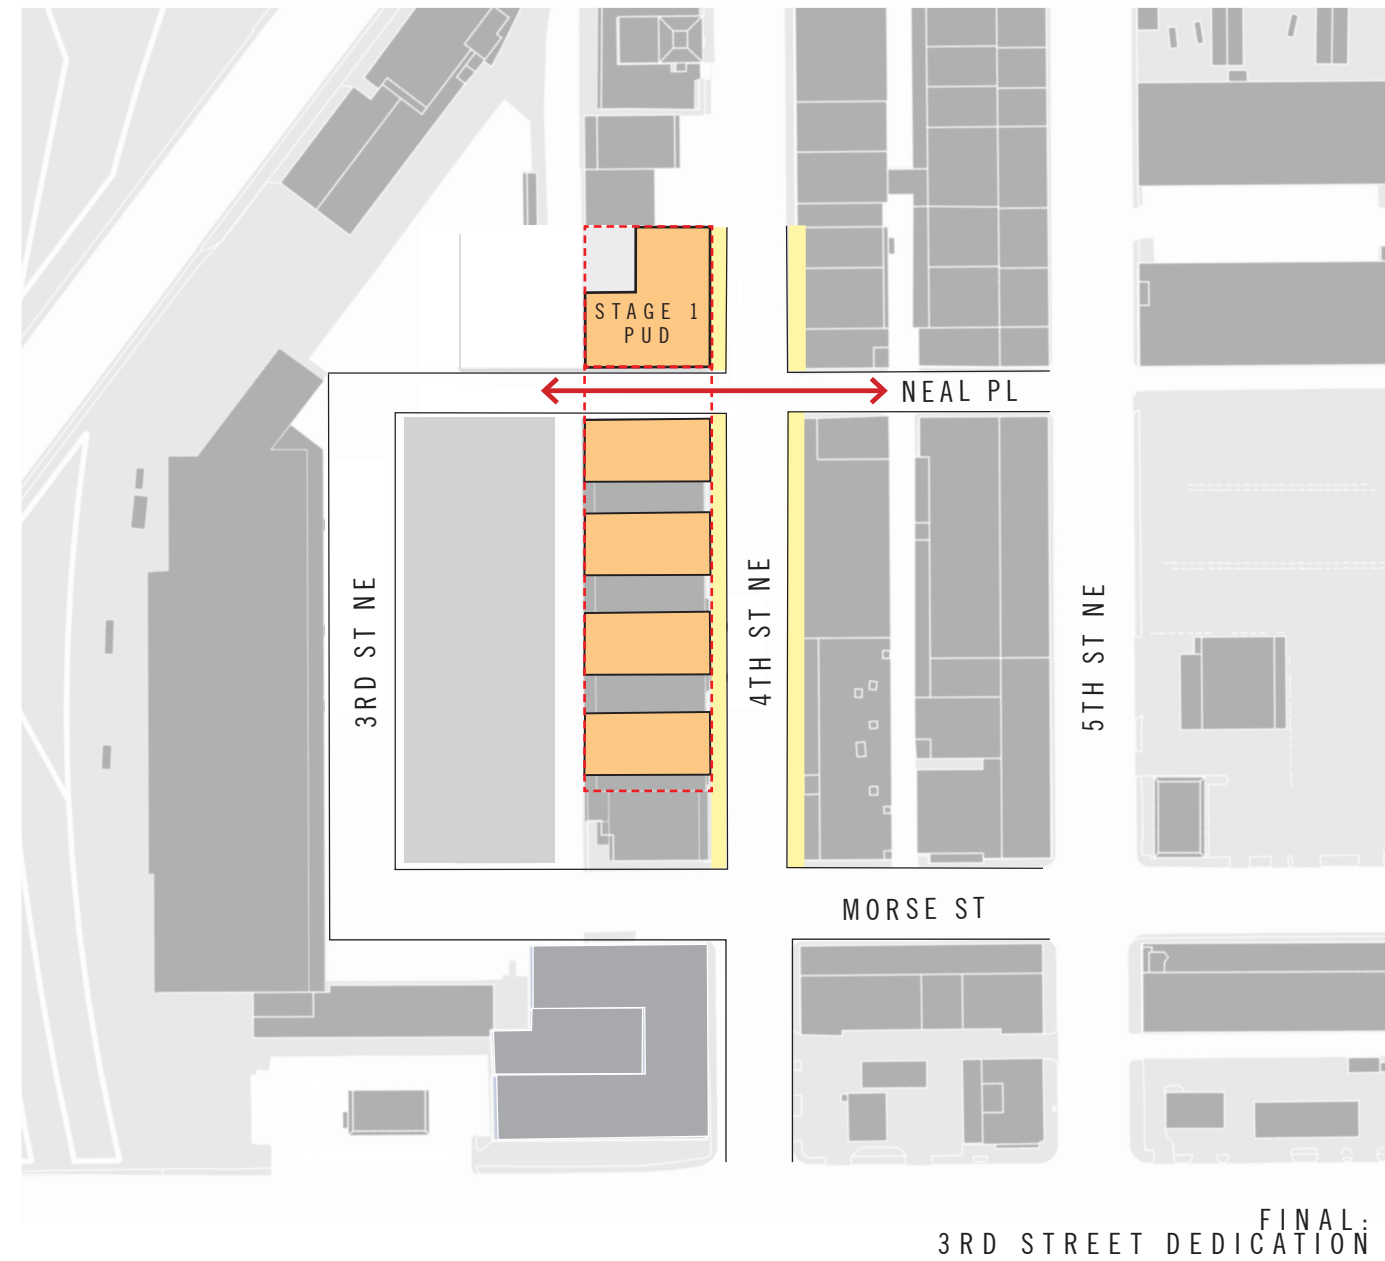 STAGE 1
PUD
NEAL PL
3RD ST NE
4TH ST NE
5TH ST NE
MORSE ST
FINAL:
3RD STREET DEDICATION